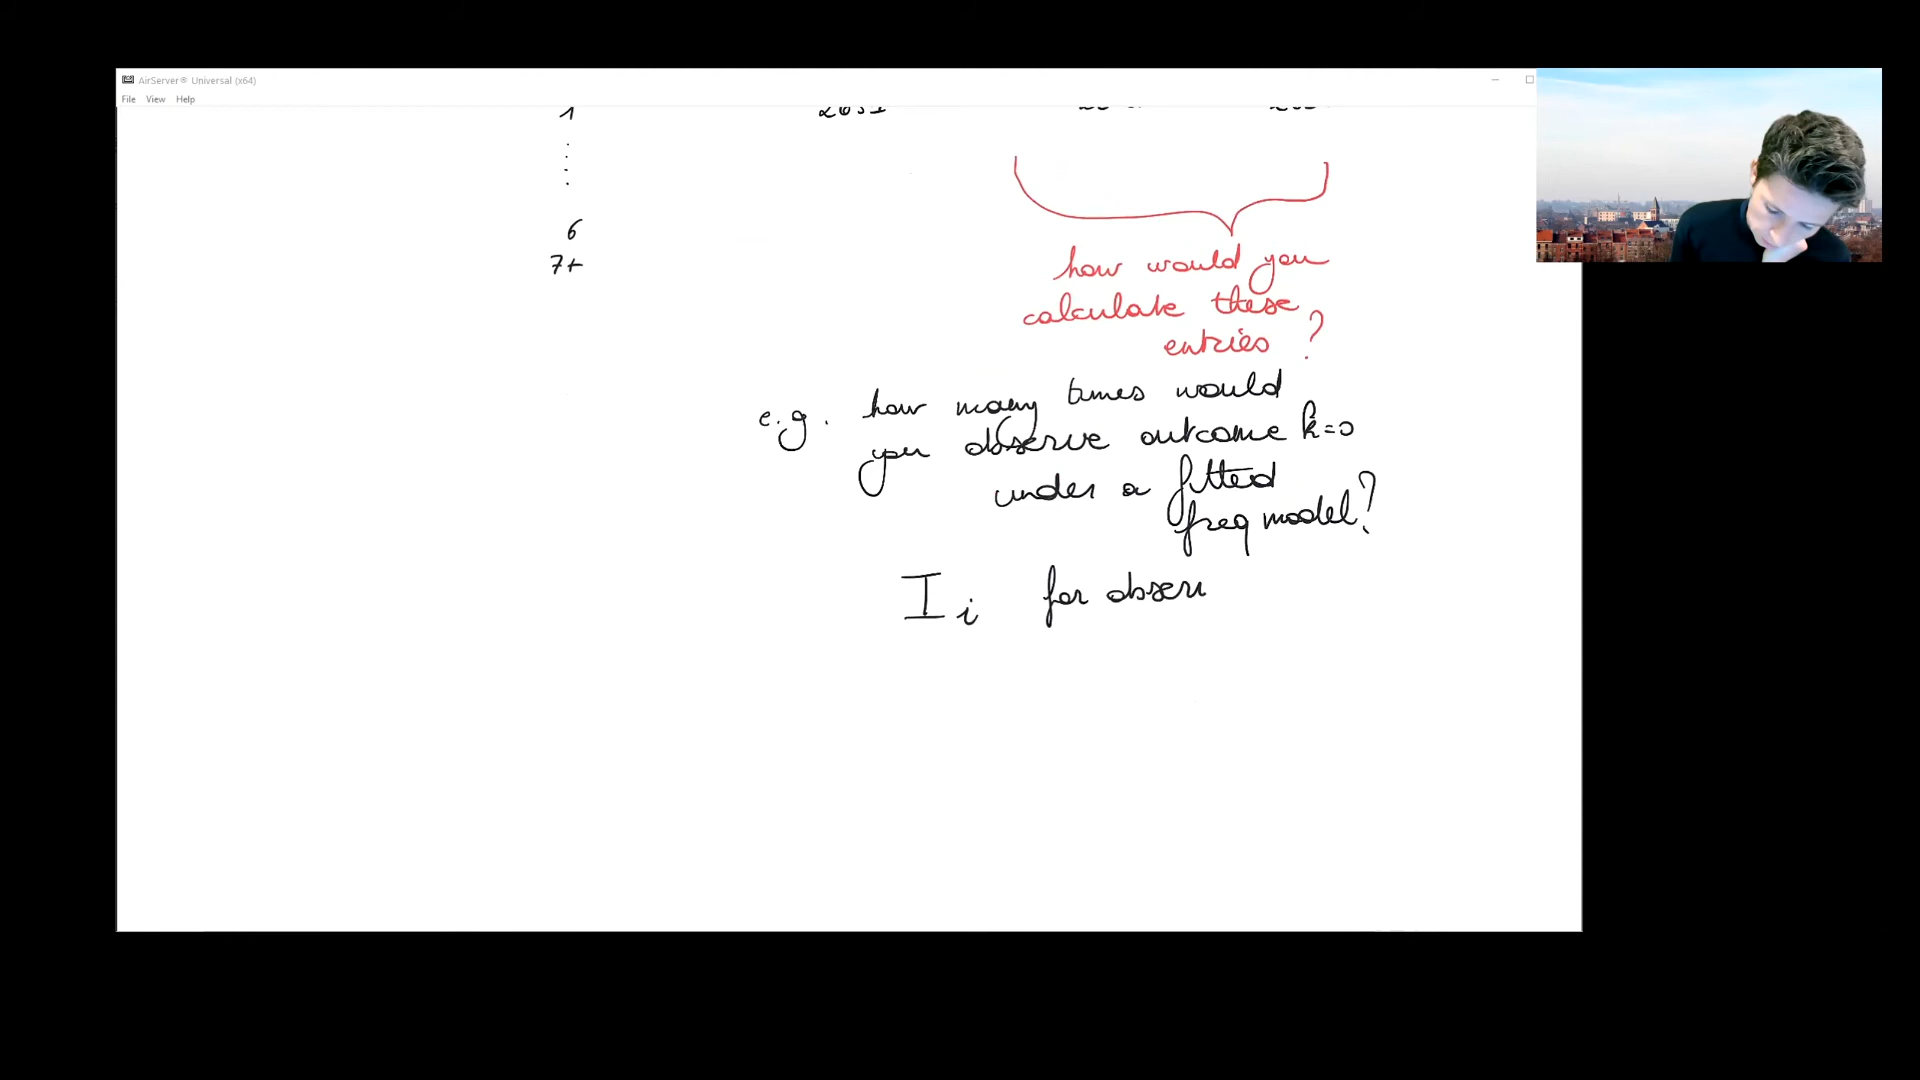 AirServer® Universal (x64)
File View Help
1
6
7+
how would you
calculate these
entries ?
e.g. how many times would
you observe outcome k=0
under a fitted
freq model?
I i for observ